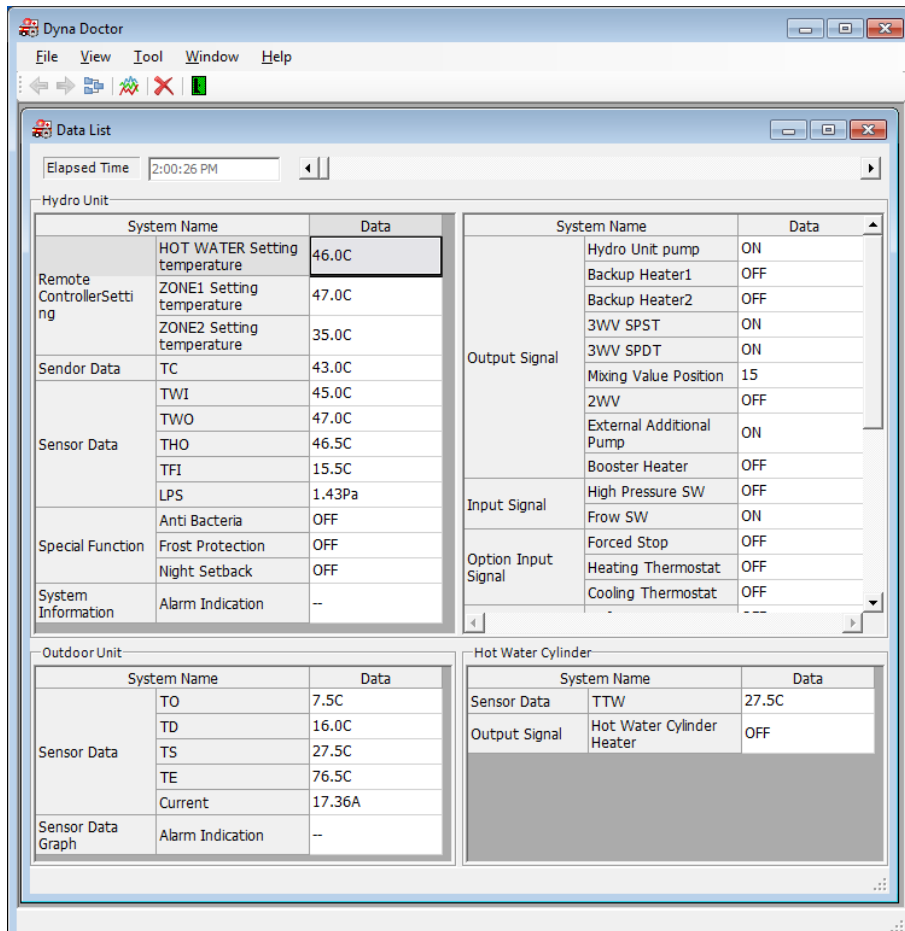 Dyna Doctor
File View Tool Window Help
Data List
Elapsed Time 2:00:26 PM
Hydro Unit
System Name Data
Remote
ControllerSetti
ng
HOT WATER Setting
temperature
46.0C
ZONE1 Setting
temperature
47.0C
ZONE2 Setting
temperature
35.0C
Sendor Data TC 43.0C
Sensor Data
TWI 45.0C
TWO 47.0C
THO 46.5C
TFI 15.5C
LPS 1.43Pa
Special Function
Anti Bacteria OFF
Frost Protection OFF
Night Setback OFF
System
Information
Alarm Indication --
System Name Data
Output Signal
Hydro Unit pump ON
Backup Heater1 OFF
Backup Heater2 OFF
3WV SPST ON
3WV SPDT ON
Mixing Value Position 15
2WV OFF
External Additional
Pump
ON
Booster Heater OFF
Input Signal
High Pressure SW OFF
Frow SW ON
Option Input
Signal
Forced Stop OFF
Heating Thermostat OFF
Cooling Thermostat OFF
Outdoor Unit
System Name Data
Sensor Data
TO 7.5C
TD 16.0C
TS 27.5C
TE 76.5C
Current 17.36A
Sensor Data
Graph
Alarm Indication --
Hot Water Cylinder
System Name Data
Sensor Data TTW 27.5C
Output Signal
Hot Water Cylinder
Heater
OFF